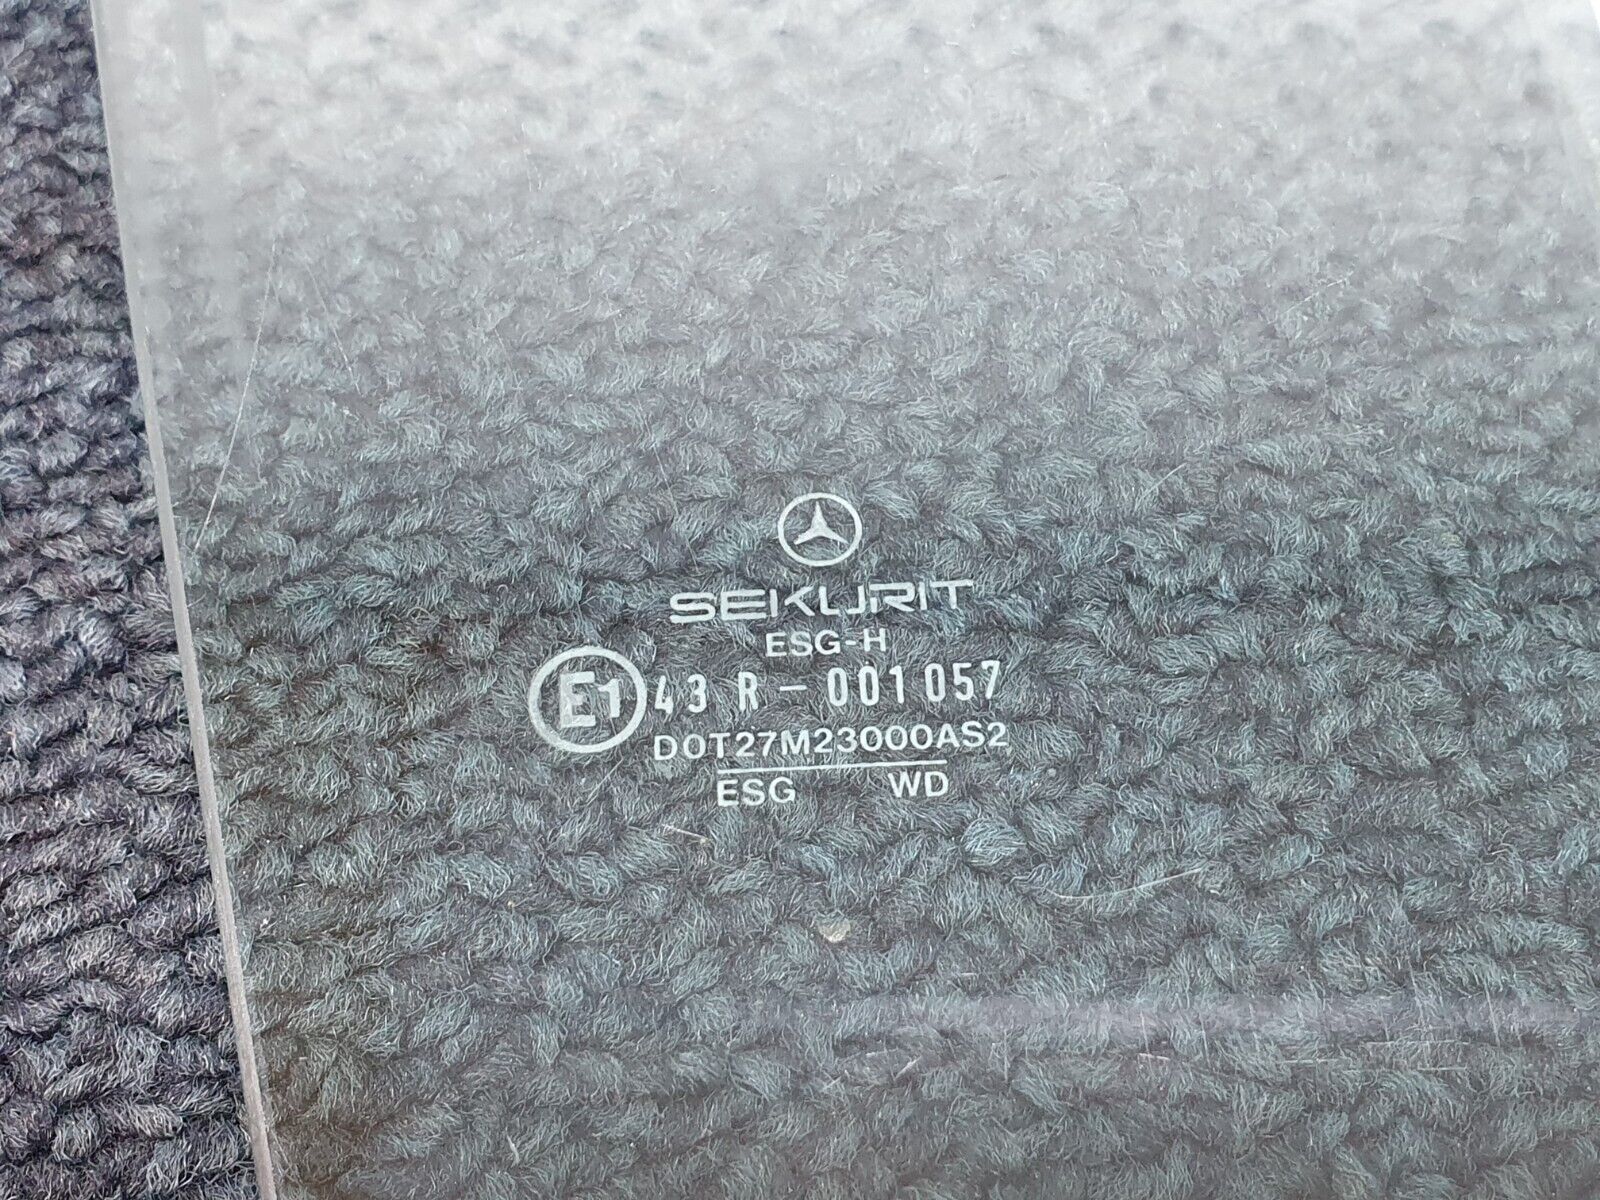 SEKURIT
ESG-H
E1 43 R - 001057
DOT27M23000AS2
ESG WD